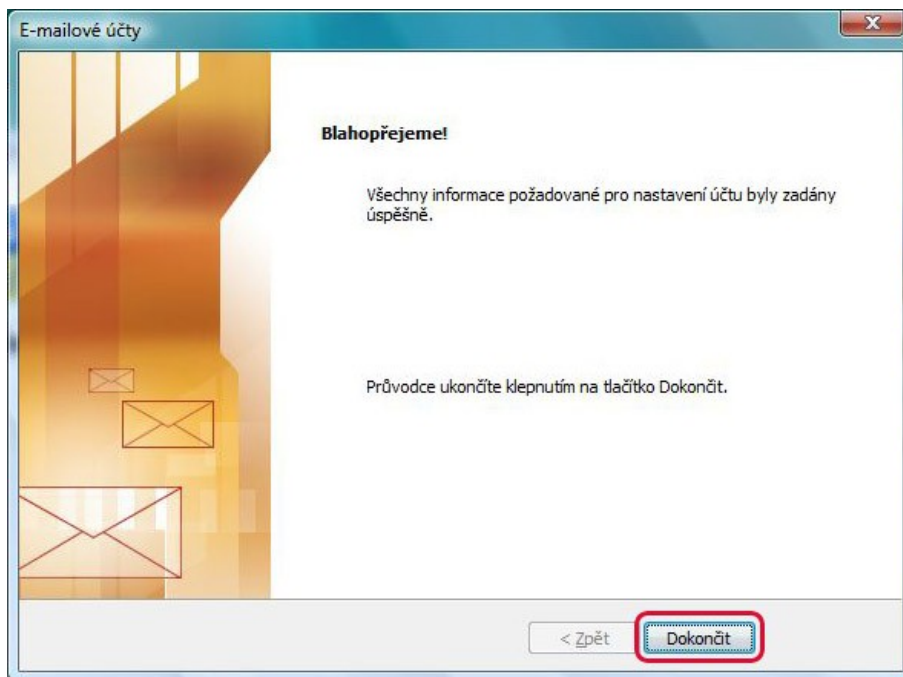 E-mailové účty
Blahopřejeme!
Všechny informace požadované pro nastavení účtu byly zadány
úspěšně.
Průvodce ukončíte klepnutím na tlačítko Dokončit.
< Zpět
Dokončit